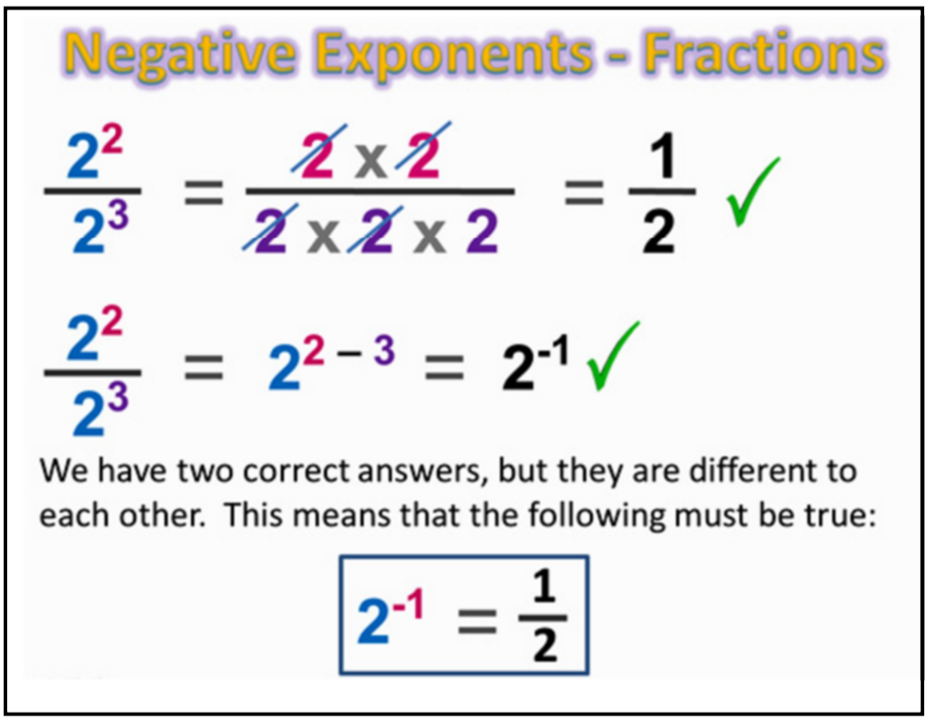 Negative Exponents - Fractions
2² / 2³ = 2 x 2 / 2 x 2 x 2 = 1 / 2 ✓
2² / 2³ = 2² ⁻ ³ = 2⁻¹ ✓
We have two correct answers, but they are different to
each other. This means that the following must be true:
2⁻¹ = 1 / 2